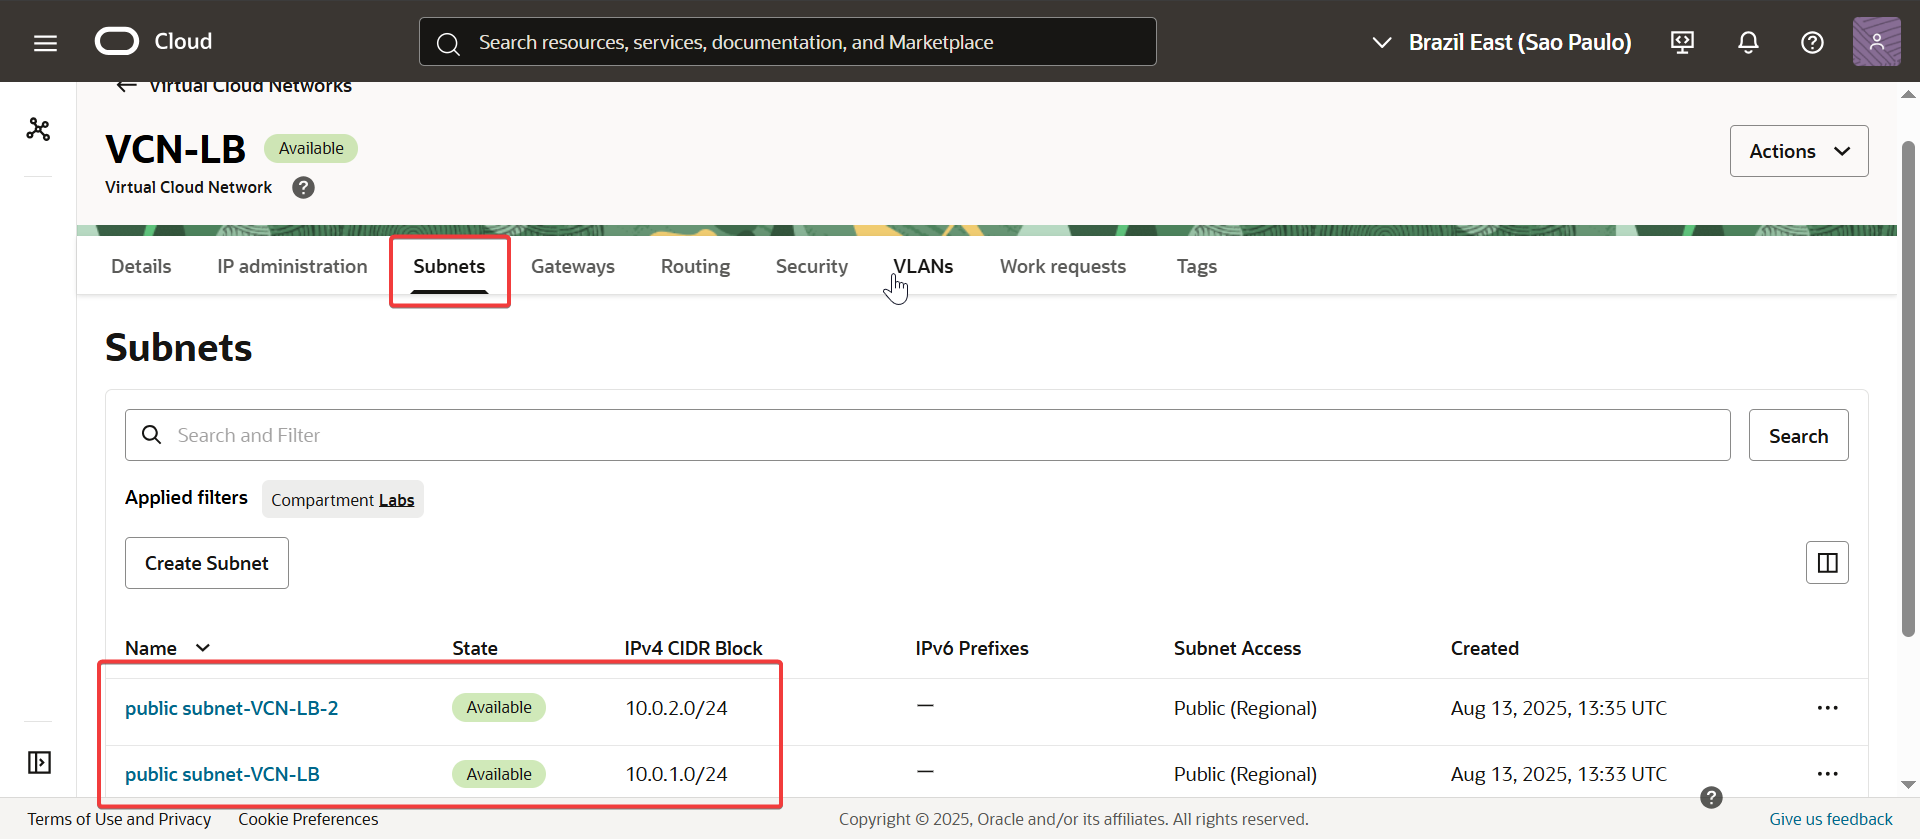 Cloud
Search resources, services, documentation, and Marketplace
Brazil East (Sao Paulo)
Virtual Cloud Networks
VCN-LB
Available
Actions
Virtual Cloud Network
Details IP administration Subnets Gateways Routing Security VLANs Work requests Tags
Subnets
Search and Filter
Search
Applied filters
Compartment Labs
Create Subnet
Name State IPv4 CIDR Block IPv6 Prefixes Subnet Access Created
public subnet-VCN-LB-2 Available 10.0.2.0/24 — Public (Regional) Aug 13, 2025, 13:35 UTC
public subnet-VCN-LB Available 10.0.1.0/24 — Public (Regional) Aug 13, 2025, 13:33 UTC
Terms of Use and Privacy Cookie Preferences Copyright © 2025, Oracle and/or its affiliates. All rights reserved. Give us feedback